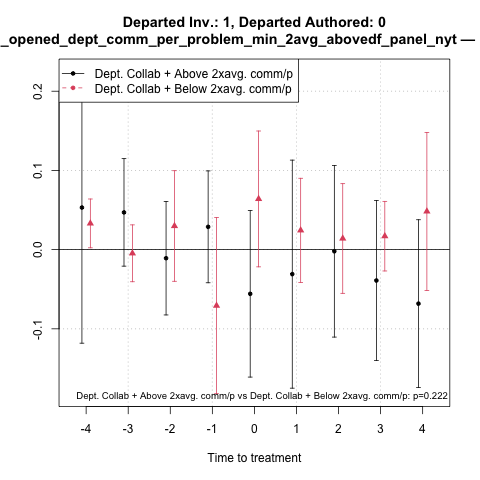 Departed Inv.: 1, Departed Authored: 0
_opened_dept_comm_per_problem_min_2avg_abovedf_panel_nyt —
Dept. Collab + Above 2xavg. comm/p
Dept. Collab + Below 2xavg. comm/p
0.2
0.1
0.0
-0.1
Dept. Collab + Above 2xavg. comm/p vs Dept. Collab + Below 2xavg. comm/p: p=0.222
-4 -3 -2 -1 0 1 2 3 4
Time to treatment